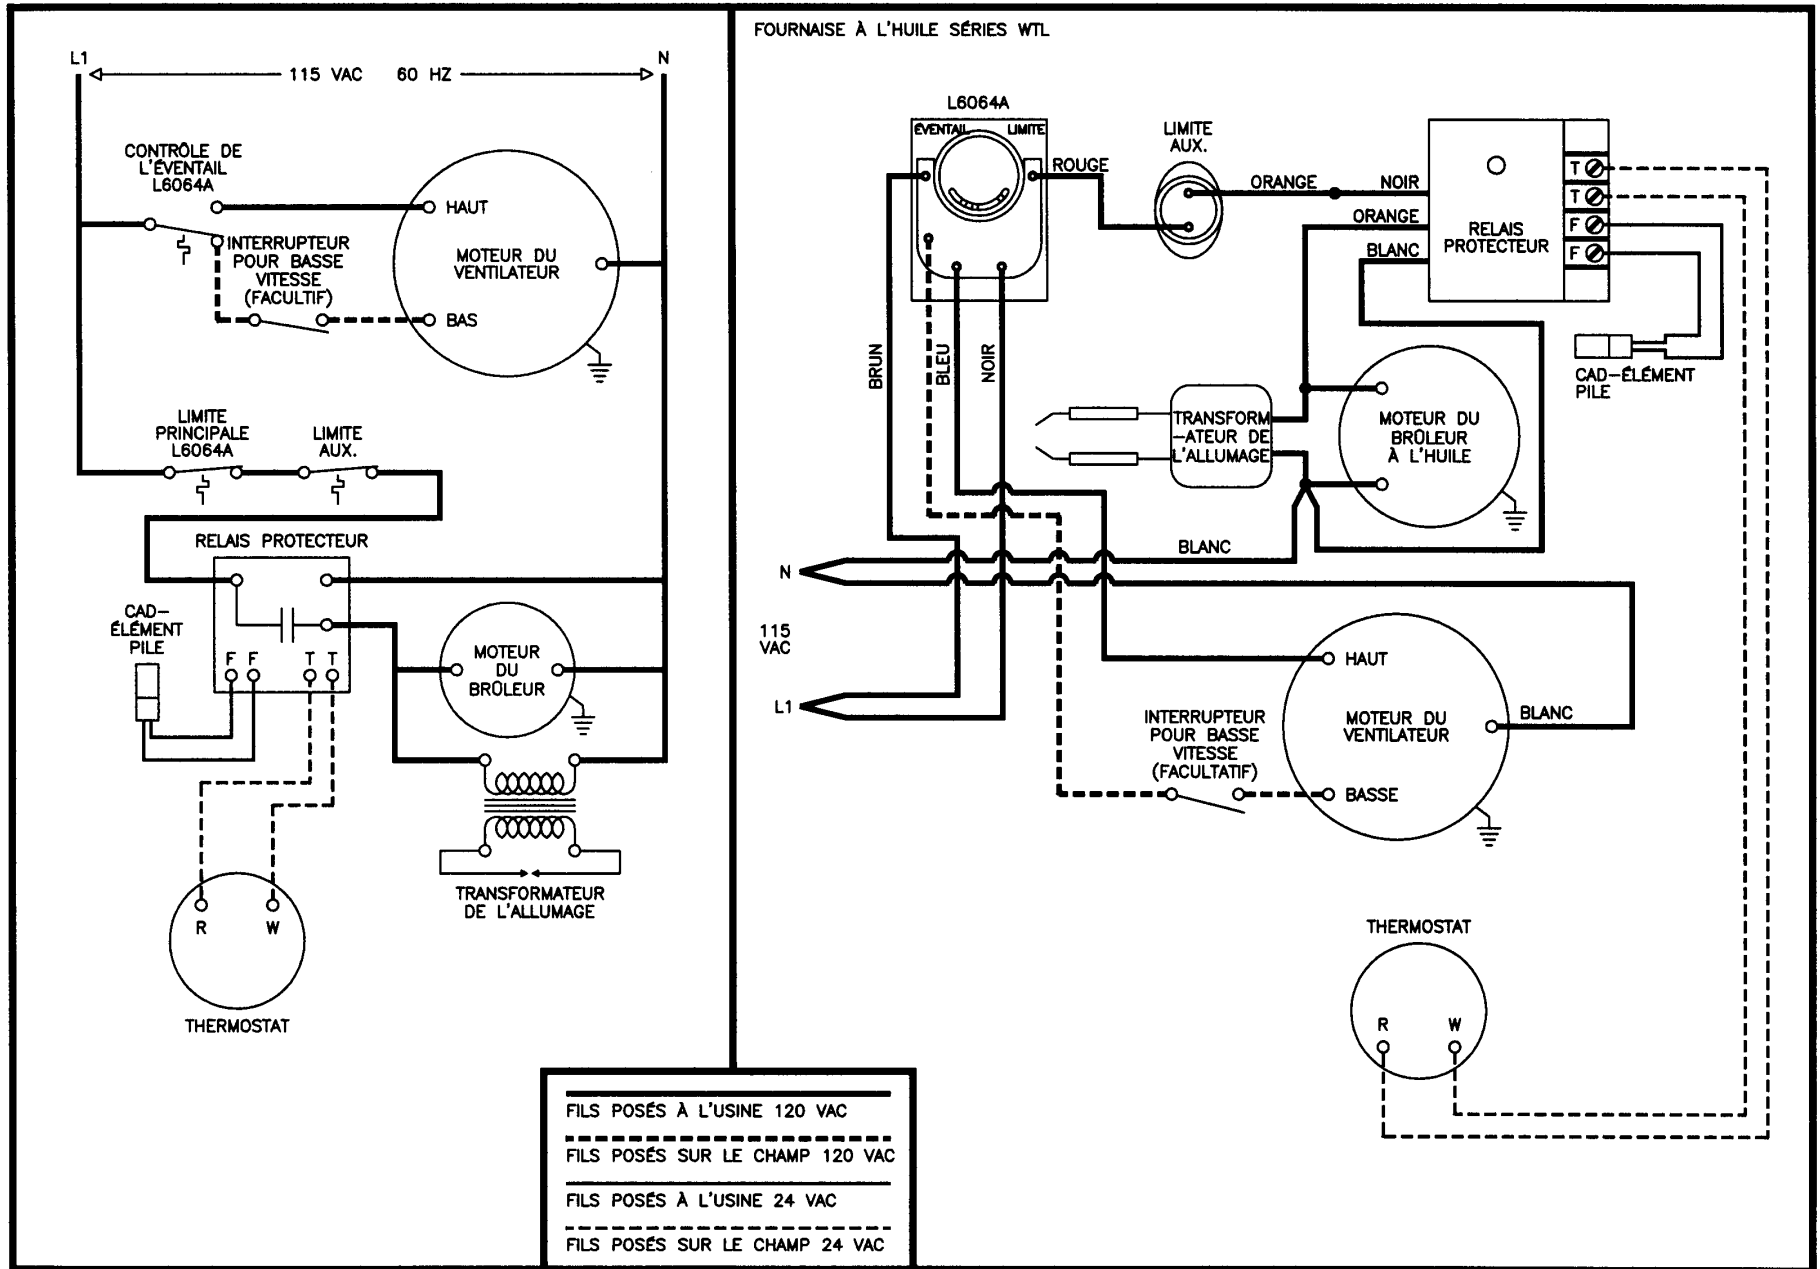 L1
115 VAC 60 HZ
N
CONTRÔLE DE
L'ÉVENTAIL
L6064A
HAUT
INTERRUPTEUR
POUR BASSE
VITESSE
(FACULTIF)
MOTEUR DU
VENTILATEUR
BAS
LIMITE
PRINCIPALE
L6064A
LIMITE
AUX.
RELAIS PROTECTEUR
CAD-
ÉLÉMENT
PILE
F F T T
MOTEUR
DU
BRÛLEUR
TRANSFORMATEUR
DE L'ALLUMAGE
R W
THERMOSTAT
FOURNAISE À L'HUILE SÉRIES WTL
L6064A
ÉVENTAIL LIMITE
ROUGE
LIMITE
AUX.
ORANGE
NOIR
ORANGE
BLANC
RELAIS
PROTECTEUR
T
T
F
F
CAD-ÉLÉMENT
PILE
BRUN
BLEU
NOIR
TRANSFORM
-ATEUR DE
L'ALLUMAGE
MOTEUR DU
BRÛLEUR
À L'HUILE
BLANC
N
115
VAC
L1
HAUT
MOTEUR DU
VENTILATEUR
BLANC
INTERRUPTEUR
POUR BASSE
VITESSE
(FACULTATIF)
BASSE
THERMOSTAT
R W
FILS POSÉS À L'USINE 120 VAC
FILS POSÉS SUR LE CHAMP 120 VAC
FILS POSÉS À L'USINE 24 VAC
FILS POSÉS SUR LE CHAMP 24 VAC